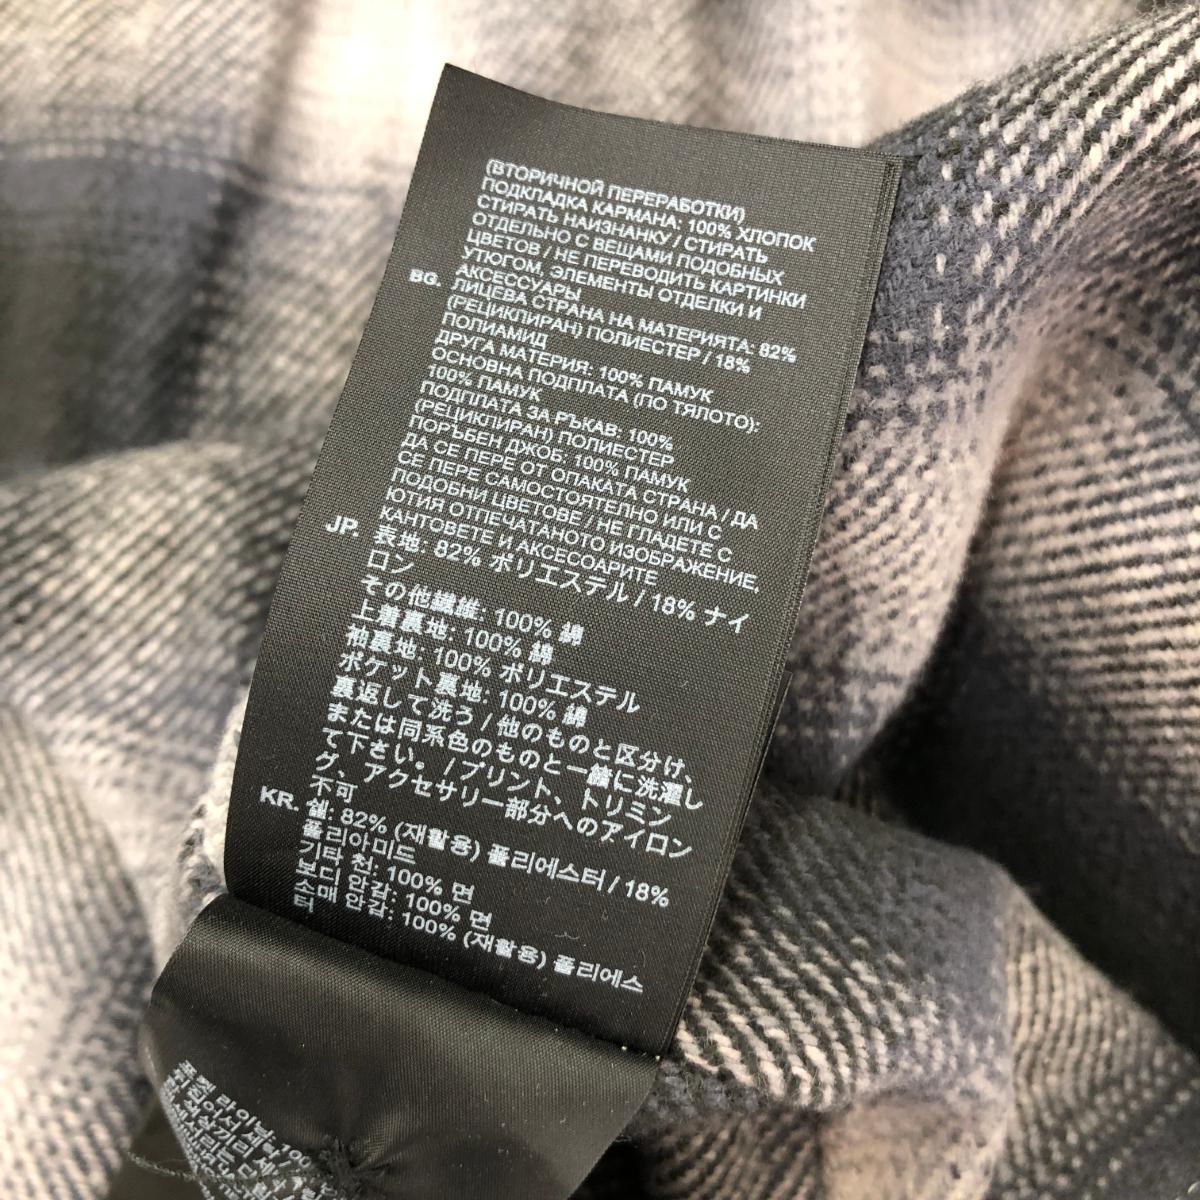 (ВТОРИЧНОЙ ПЕРЕРАБОТКИ)
ПОДКЛАДКА КАРМАНА: 100% ХЛОПОК
СТИРАТЬ НАИЗНАНКУ / СТИРАТЬ
ОТДЕЛЬНО С ВЕЩАМИ ПОДОБНЫХ
ЦВЕТОВ / НЕ ПЕРЕВОДИТЬ КАРТИНКИ
УТЮГОМ, ЭЛЕМЕНТЫ ОТДЕЛКИ И
АКСЕССУАРЫ
BG. ЛИЦЕВА СТРАНА НА МАТЕРИЯТА: 82%
(РЕЦИКЛИРАН) ПОЛИЕСТЕР / 18%
ПОЛИАМИД
ДРУГА МАТЕРИЯ: 100% ПАМУК
ОСНОВНА ПОДПЛАТА (ПО ТЯЛОТО):
100% ПАМУК
ПОДПЛАТА ЗА РЪКАВ: 100%
(РЕЦИКЛИРАН) ПОЛИЕСТЕР
ПОРЪБЕН ДЖОБ: 100% ПАМУК
ДА СЕ ПЕРЕ ОТ ОПАКАТА СТРАНА / ДА
СЕ ПЕРЕ САМОСТОЯТЕЛНО ИЛИ С
ПОДОБНИ ЦВЕТОВЕ / НЕ ГЛАДЕТЕ С
ЮТИЯ ОТПЕЧАТАНОТО ИЗОБРАЖЕНИЕ,
КАНТОВЕТЕ И АКСЕСОАРИТЕ
JP. 表地: 82% ポリエステル / 18% ナイ
ロン
その他繊維: 100% 綿
上着裏地: 100% 綿
袖裏地: 100% ポリエステル
ポケット裏地: 100% 綿
裏返して洗う / 他のものと区分け、
または同系色のものと一緒に洗濯し
て下さい。 / プリント、トリミン
グ、アクセサリー部分へのアイロン
不可
KR. 쉘: 82% (재활용) 폴리에스터 / 18%
폴리아미드
기타 천: 100% 면
보디 안감: 100% 면
소매 안감: 100% (재활용) 폴리에스
터